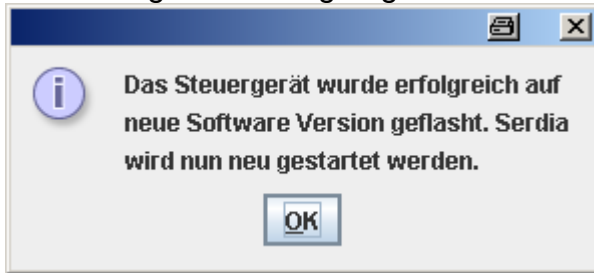 Das Steuergerät wurde erfolgreich auf
neue Software Version geflasht. Serdia
wird nun neu gestartet werden.
OK